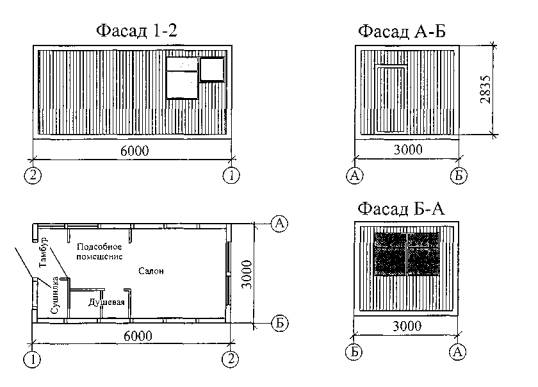 Фасад 1-2
6000
2
1
Фасад А-Б
2835
3000
А
Б
Тамбур
Подсобное
помещение
Салон
Сушилка
Душевая
А
3000
Б
6000
1
2
Фасад Б-А
3000
Б
А